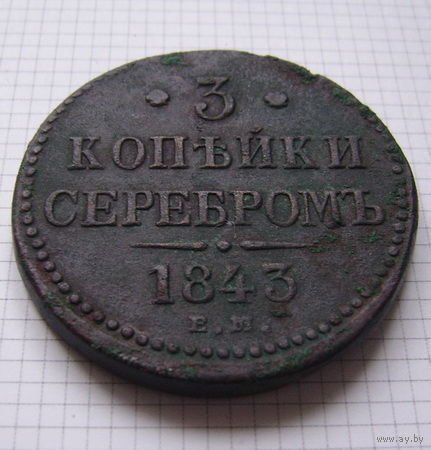 · 3 ·
КОПѢЙКИ
СЕРЕБРОМЪ
1843
Е.М.
www.ay.by